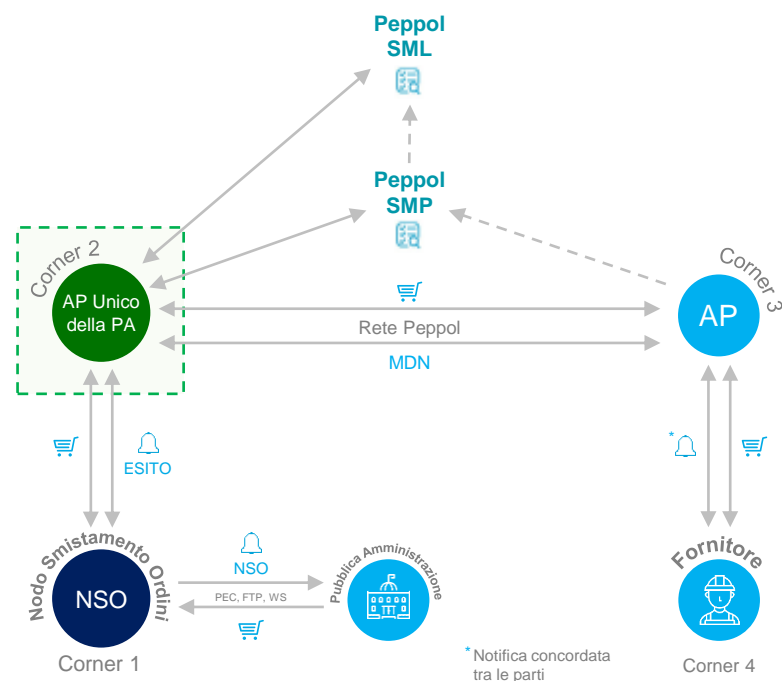 Peppol
SML
Peppol
SMP
Corner 2
AP Unico
della PA
Corner 3
AP
Rete Peppol
MDN
ESITO
*
Nodo Smistamento Ordini
NSO
Corner 1
NSO
PEC, FTP, WS
Pubblica Amministrazione
Fornitore
Corner 4
* Notifica concordata
tra le parti